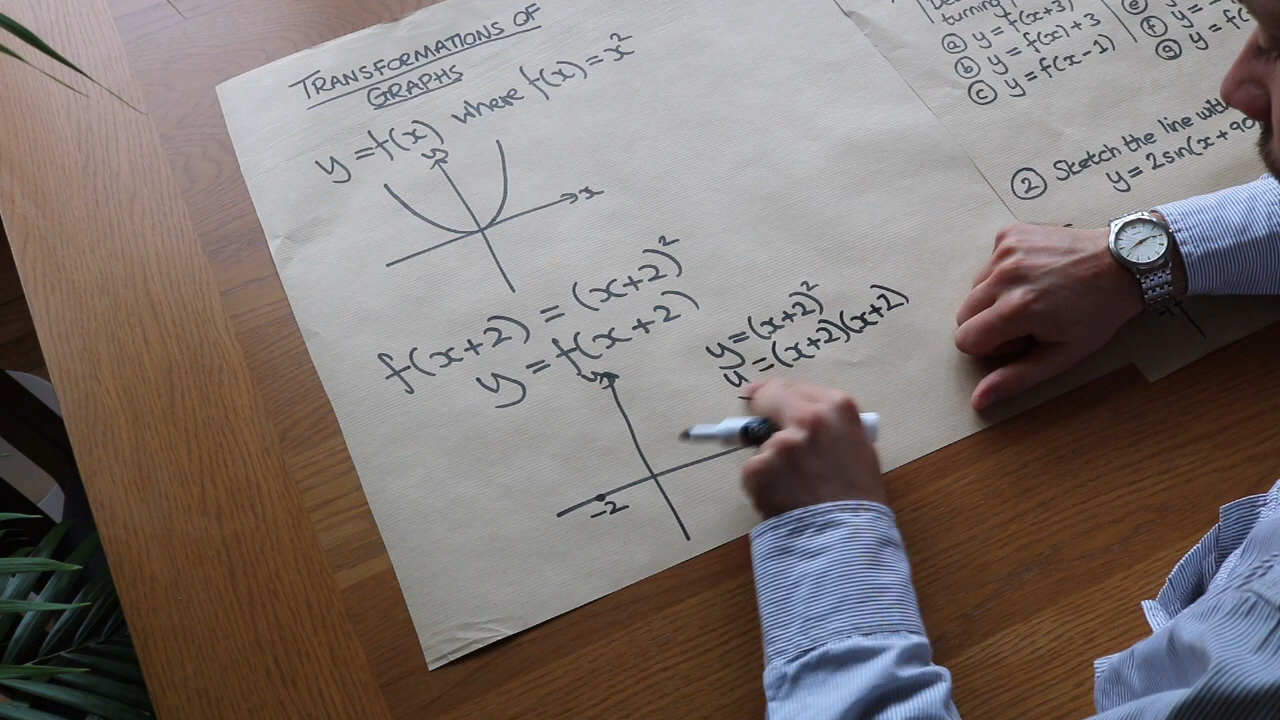 TRANSFORMATIONS OF
GRAPHS
y = f(x) where f(x) = x²
y
x
f(x+2) = (x+2)²
y = f(x+2)
y
-2
y = (x+2)²
y = (x+2)(x+2)
turning
ⓐ y = f(x+3)
ⓑ y = f(x)+3
ⓒ y = f(x-1)
ⓔ
ⓕ y =
ⓖ y = f(
② Sketch the line with
y = 2sin(x+90